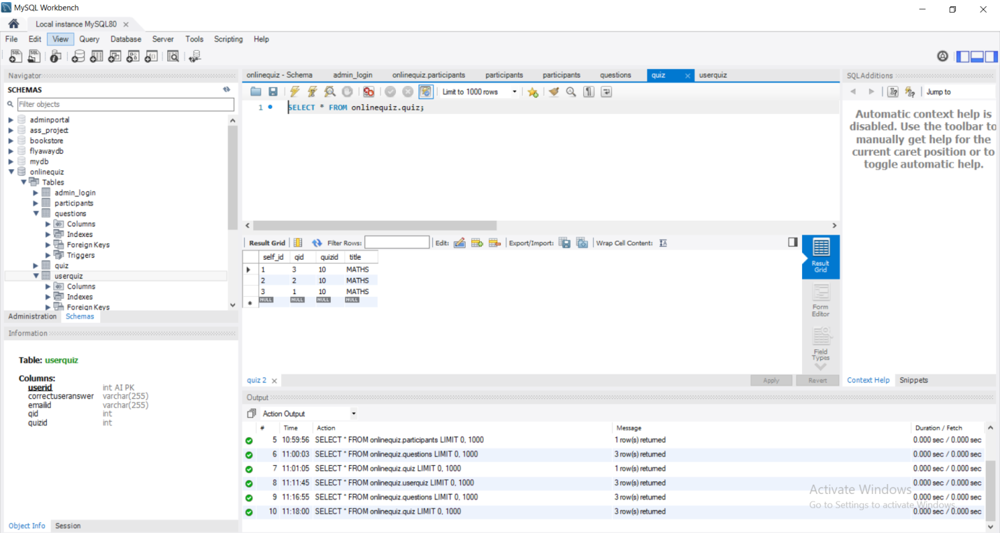 MySQL Workbench
Local instance MySQL80
File Edit View Query Database Server Tools Scripting Help
Navigator
SCHEMAS
Filter objects
adminportal
ass_project
bookstore
flyawaydb
mydb
onlinequiz
Tables
admin_login
participants
questions
Columns
Indexes
Foreign Keys
Triggers
quiz
userquiz
Columns
Indexes
Foreign Keys
Administration Schemas
Information
Table: userquiz
Columns:
userid int AI PK
correctuseranswer varchar(255)
emailid varchar(255)
qid int
quizid int
Object Info Session
onlinequiz - Schema admin_login onlinequiz.participants participants participants questions quiz userquiz
Limit to 1000 rows
1 SELECT * FROM onlinequiz.quiz;
Result Grid Filter Rows: Edit: Export/Import: Wrap Cell Content:
self_id qid quizid title
1 3 10 MATHS
2 2 10 MATHS
3 1 10 MATHS
NULL NULL NULL NULL
Result
Grid
Form
Editor
Field
Types
quiz 2 Apply Revert
Output
Action Output
# Time Action Message Duration / Fetch
5 10:59:56 SELECT * FROM onlinequiz.participants LIMIT 0, 1000 1 row(s) returned 0.000 sec / 0.000 sec
6 11:00:03 SELECT * FROM onlinequiz.questions LIMIT 0, 1000 3 row(s) returned 0.000 sec / 0.000 sec
7 11:01:05 SELECT * FROM onlinequiz.quiz LIMIT 0, 1000 1 row(s) returned 0.000 sec / 0.000 sec
8 11:11:45 SELECT * FROM onlinequiz.userquiz LIMIT 0, 1000 3 row(s) returned 0.000 sec / 0.000 sec
9 11:16:55 SELECT * FROM onlinequiz.questions LIMIT 0, 1000 3 row(s) returned 0.000 sec / 0.000 sec
10 11:18:00 SELECT * FROM onlinequiz.quiz LIMIT 0, 1000 3 row(s) returned 0.000 sec / 0.000 sec
SQLAdditions
Jump to
Automatic context help is
disabled. Use the toolbar to
manually get help for the
current caret position or to
toggle automatic help.
Context Help Snippets
Activate Windows
Go to Settings to activate Windows.